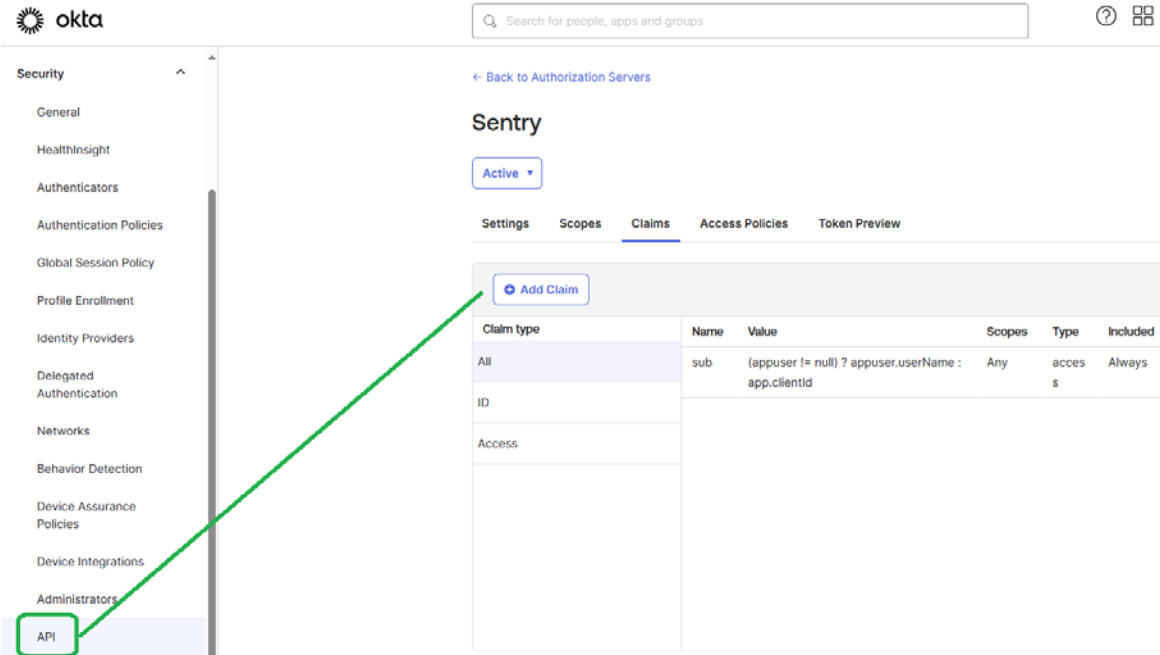 okta
Search for people, apps and groups
Security
General
HealthInsight
Authenticators
Authentication Policies
Global Session Policy
Profile Enrollment
Identity Providers
Delegated
Authentication
Networks
Behavior Detection
Device Assurance
Policies
Device Integrations
Administrators
API
← Back to Authorization Servers
Sentry
Active
Settings Scopes Claims Access Policies Token Preview
Add Claim
Claim type
All
ID
Access
Name Value Scopes Type Included
sub (appuser != null) ? appuser.userName : Any acces Always
app.clientId s